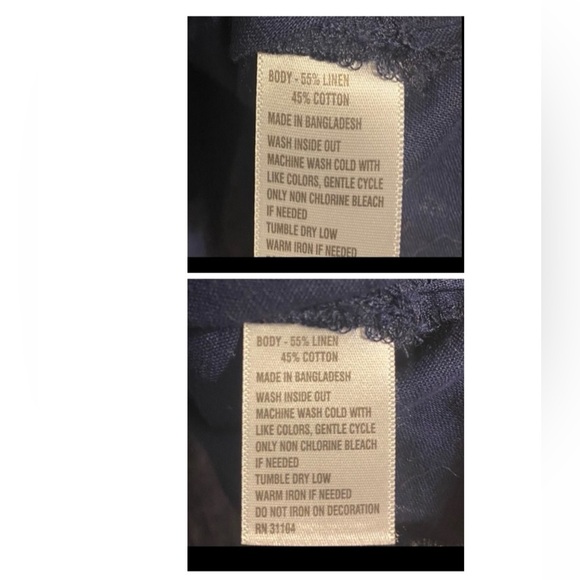 BODY - 55% LINEN
45% COTTON
MADE IN BANGLADESH
WASH INSIDE OUT
MACHINE WASH COLD WITH
LIKE COLORS, GENTLE CYCLE
ONLY NON CHLORINE BLEACH
IF NEEDED
TUMBLE DRY LOW
WARM IRON IF NEEDED
BODY - 55% LINEN
45% COTTON
MADE IN BANGLADESH
WASH INSIDE OUT
MACHINE WASH COLD WITH
LIKE COLORS, GENTLE CYCLE
ONLY NON CHLORINE BLEACH
IF NEEDED
TUMBLE DRY LOW
WARM IRON IF NEEDED
DO NOT IRON ON DECORATION
RN 31164